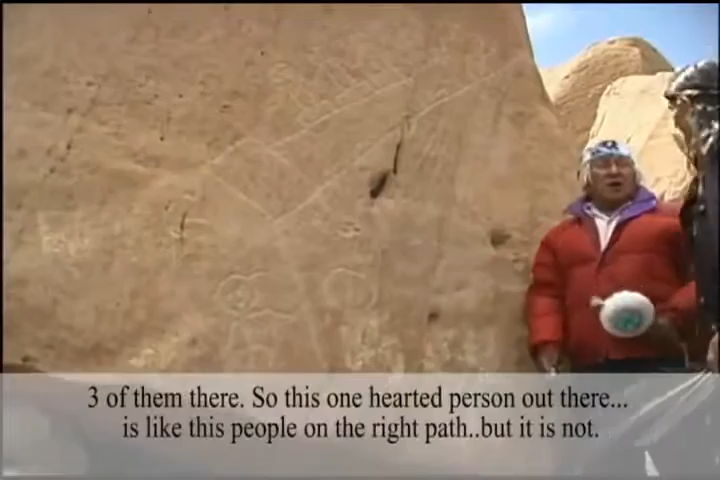 3 of them there. So this one hearted person out there...
is like this people on the right path..but it is not.